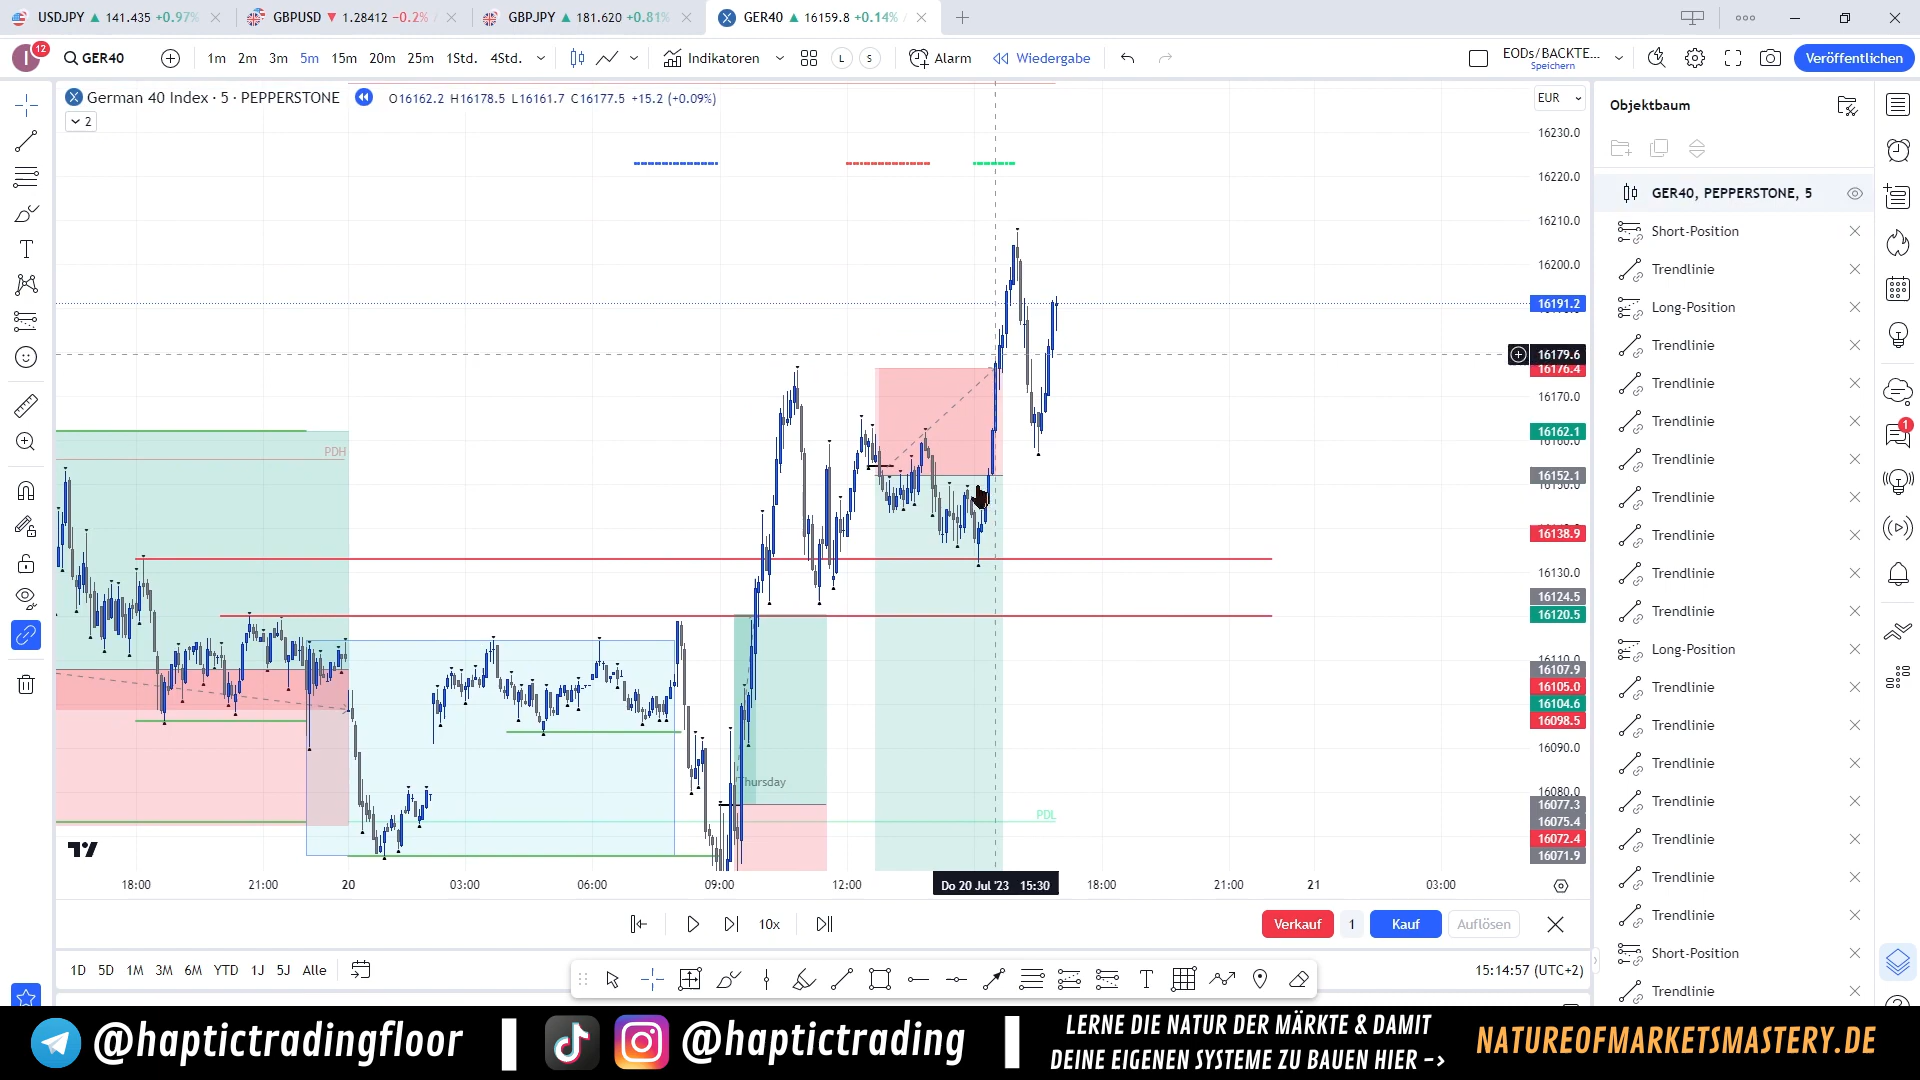 USDJPY ▲ 141.435 +0.97%
GBPUSD ▼ 1.28412 −0.2% /
GBPJPY ▲ 181.620 +0.81%
GER40 ▲ 16159.8 +0.14% /
I 12
GER40
1m 2m 3m 5m 15m 20m 25m 1Std. 4Std.
Indikatoren
L S
Alarm
Wiedergabe
EODs/BACKTE...
Speichern
Veröffentlichen
German 40 Index · 5 · PEPPERSTONE
O16162.2 H16178.5 L16161.7 C16177.5 +15.2 (+0.09%)
2
EUR
16230.0
16220.0
16210.0
16200.0
16191.2
16179.6
16176.4
16170.0
16162.1
16152.1
16138.9
16130.0
16124.5
16120.5
16107.9
16105.0
16104.6
16098.5
16090.0
16080.0
16077.3
16075.4
16072.4
16071.9
PDH
Thursday
PDL
18:00 21:00 20 03:00 06:00 09:00 12:00 Do 20 Jul '23 15:30 18:00 21:00 21 03:00
10x
Verkauf 1 Kauf Auflösen
1D 5D 1M 3M 6M YTD 1J 5J Alle
15:14:57 (UTC+2)
Objektbaum
GER40, PEPPERSTONE, 5
Short-Position
Trendlinie
Long-Position
Trendlinie
Trendlinie
Trendlinie
Trendlinie
Trendlinie
Trendlinie
Trendlinie
Trendlinie
Long-Position
Trendlinie
Trendlinie
Trendlinie
Trendlinie
Trendlinie
Trendlinie
Trendlinie
Short-Position
Trendlinie
1
@haptictradingfloor
@haptictrading
LERNE DIE NATUR DER MÄRKTE & DAMIT
DEINE EIGENEN SYSTEME ZU BAUEN HIER –>
NATUREOFMARKETSMASTERY.DE